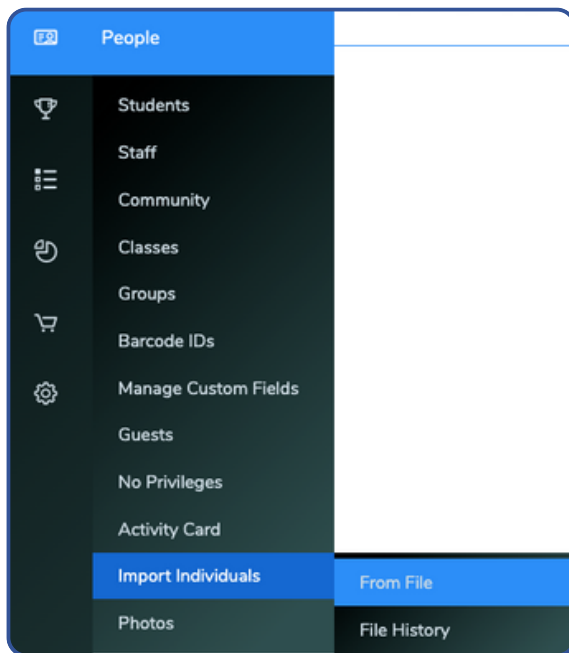 People
Students
Staff
Community
Classes
Groups
Barcode IDs
Manage Custom Fields
Guests
No Privileges
Activity Card
Import Individuals
From File
Photos
File History